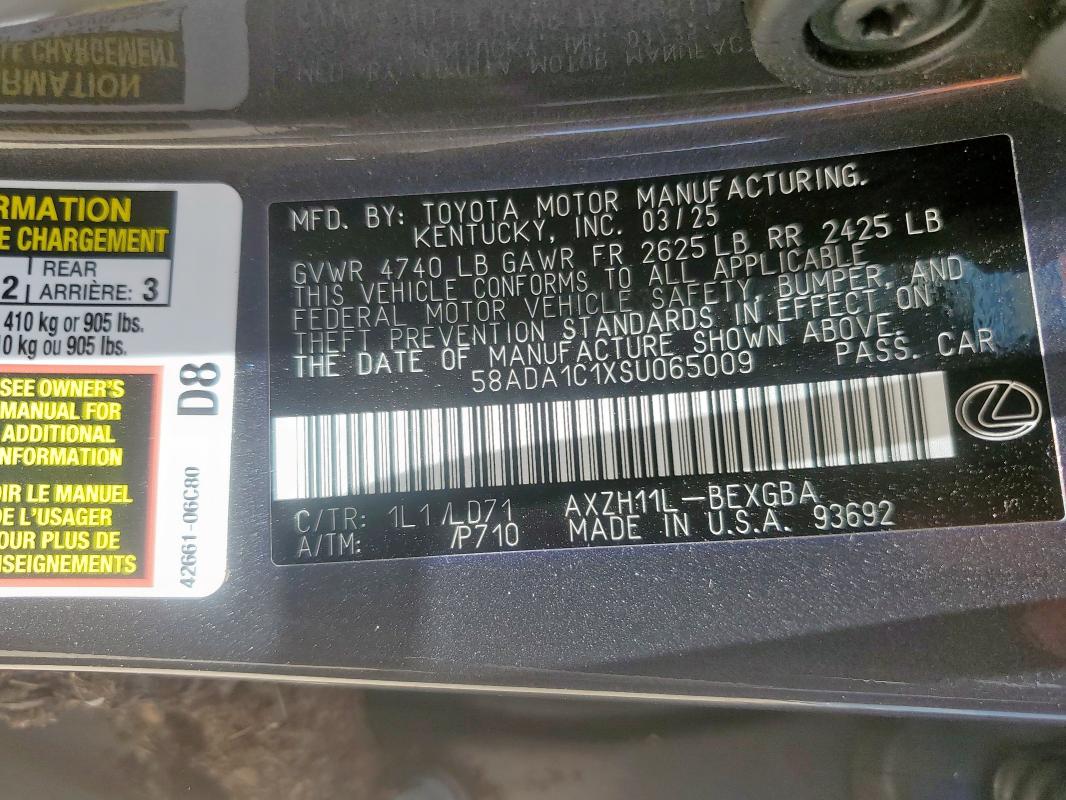 RMATION
E CHARGEMENT
2 REAR
ARRIÈRE: 3
410 kg or 905 lbs.
0 kg ou 905 lbs.
SEE OWNER'S
MANUAL FOR
ADDITIONAL
NFORMATION
OIR LE MANUEL
DE L'USAGER
OUR PLUS DE
NSEIGNEMENTS
D8
42661-06C80
MFD. BY: TOYOTA MOTOR MANUFACTURING.
KENTUCKY, INC. 03/25
GVWR 4740 LB GAWR FR 2625 LB RR 2425 LB
THIS VEHICLE CONFORMS TO ALL APPLICABLE
FEDERAL MOTOR VEHICLE SAFETY, BUMPER, AND
THEFT PREVENTION STANDARDS IN EFFECT ON
THE DATE OF MANUFACTURE SHOWN ABOVE.
58ADA1C1XSU065009 PASS. CAR
C/TR: 1L1/LD71 AXZH11L-BEXGBA
A/TM: /P710 MADE IN U.S.A. 93692